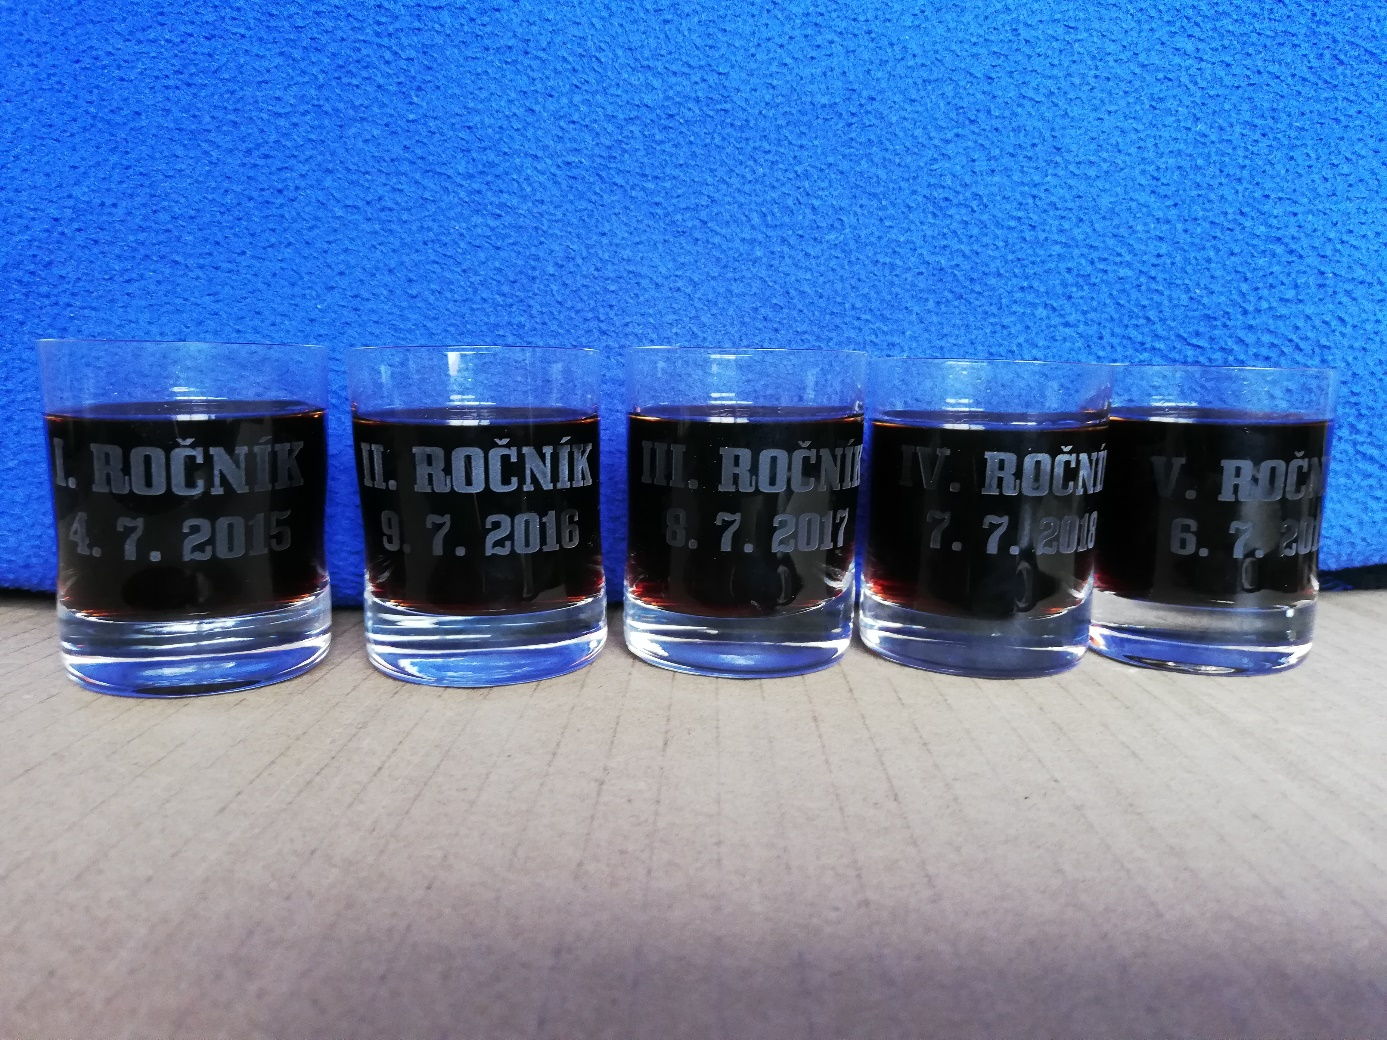 I. ROČNÍK
4. 7. 2015
II. ROČNÍK
9. 7. 2016
III. ROČNÍK
8. 7. 2017
IV. ROČNÍ
7. 7. 2018
V. ROČN
6. 7. 201